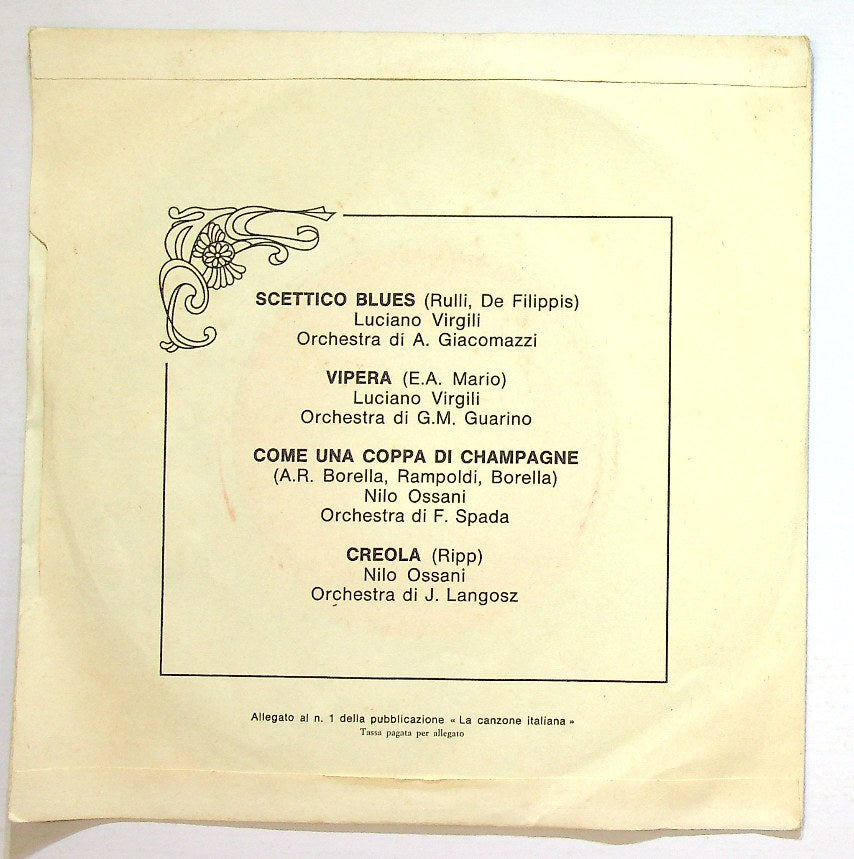 SCETTICO BLUES (Rulli, De Filippis)
Luciano Virgili
Orchestra di A. Giacomazzi
VIPERA (E.A. Mario)
Luciano Virgili
Orchestra di G.M. Guarino
COME UNA COPPA DI CHAMPAGNE
(A.R. Borella, Rampoldi, Borella)
Nilo Ossani
Orchestra di F. Spada
CREOLA (Ripp)
Nilo Ossani
Orchestra di J. Langosz
Allegato al n. 1 della pubblicazione « La canzone italiana »
Tassa pagata per allegato